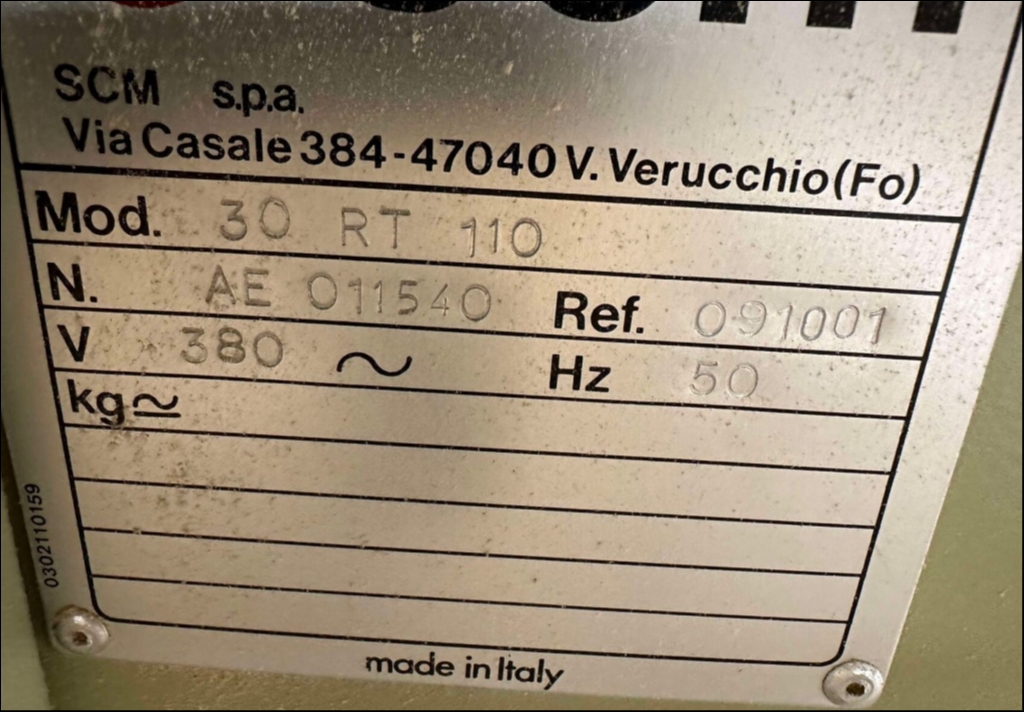 scm
SCM s.p.a.
Via Casale 384-47040 V. Verucchio (Fo)
Mod. 30 RT 110
N. AE 011540 Ref. 091001
V 380 ~ Hz 50
kg≃
0302110159
made in Italy